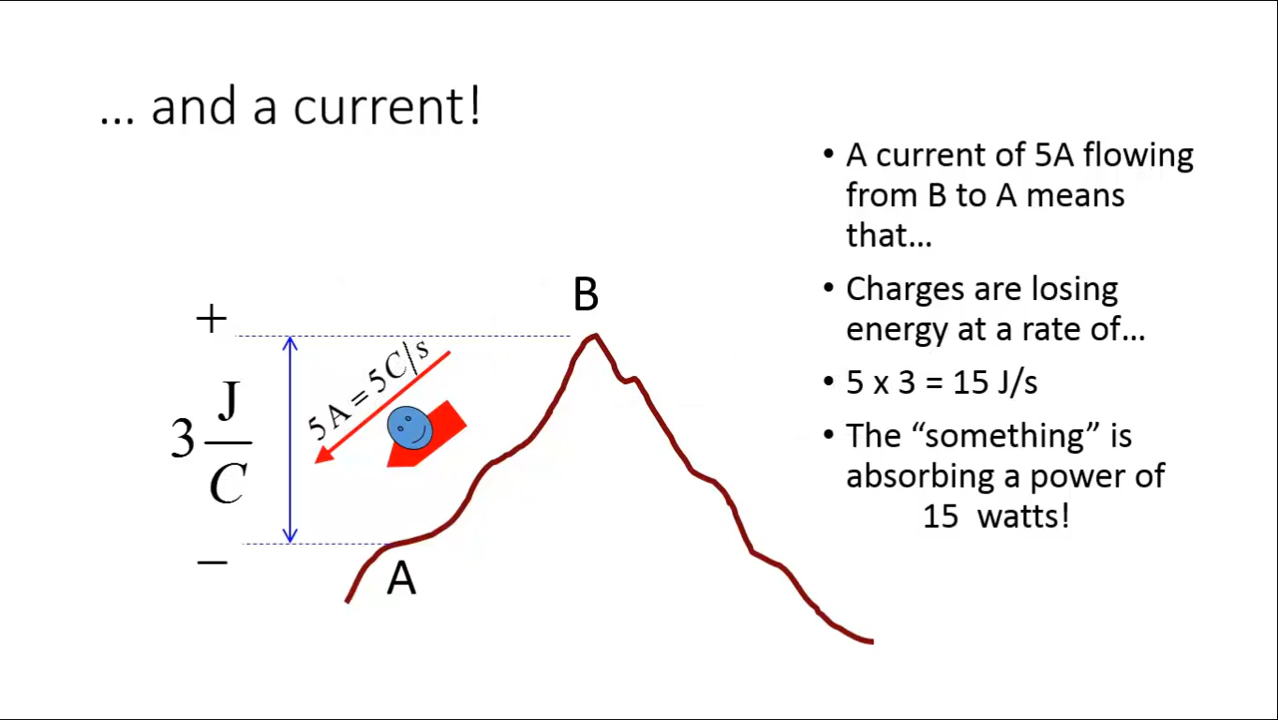 ... and a current!
• A current of 5A flowing
from B to A means
that...
• Charges are losing
energy at a rate of...
• 5 x 3 = 15 J/s
• The “something” is
absorbing a power of
15 watts!
B
+
5 A = 5C/s
3 J/C
−
A